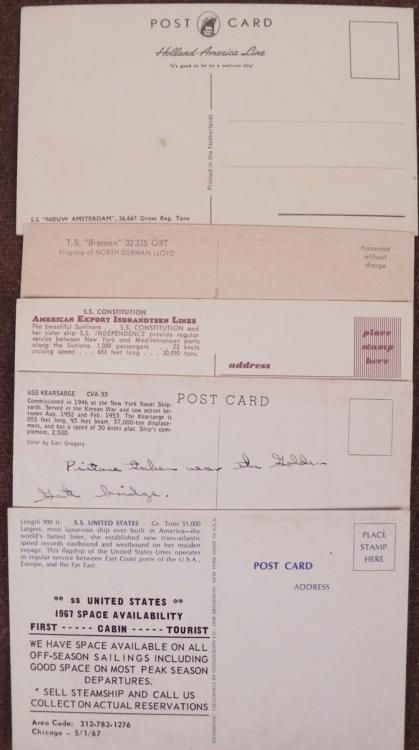 POST CARD
Holland-America Line
'It's good to be on a well-run ship'
Printed in the Netherlands
S.S. "NIEUW AMSTERDAM", 36,667 Gross Reg. Tons
T.S. "Bremen" 32335 GRT
Flagship of NORTH GERMAN LLOYD
Presented
without
charge
S.S. CONSTITUTION
AMERICAN EXPORT ISBRANDTSEN LINES
The beautiful Sunliners . . . S.S. CONSTITUTION and
her sister ship S.S. INDEPENDENCE provide regular
service between New York and Mediterranean ports
along the Sunlane. 1,088 passengers . . . 23 knots
cruising speed . . . 683 feet long . . . 30,090 tons.
address
place
stamp
here
USS KEARSARGE CVA-33
Commissioned in 1946 at the New York Naval Ship-
yards. Served in the Korean War and saw action be-
tween Aug. 1952 and Feb. 1953. The Kearsarge is
855 feet long, 93 feet beam, 37,000-ton displace-
ment, and has a speed of 30 knots plus. Ship's com-
plement, 2,500.
Color by Earl Gregory
POST CARD
Picture taken near the Golden
Gate bridge.
Length 990 ft. S.S. UNITED STATES Gr. Tons 51,000
Largest, most luxurious ship ever built in America—the
world's fastest liner, she established new trans-atlantic
speed records eastbound and westbound on her maiden
voyage. This flagship of the United States Lines operates
in regular service between East Coast ports of the U.S.A.,
Europe, and the Far East.
** ss UNITED STATES **
1967 SPACE AVAILABILITY
FIRST ----- CABIN ----- TOURIST
WE HAVE SPACE AVAILABLE ON ALL
OFF-SEASON SAILINGS INCLUDING
GOOD SPACE ON MOST PEAK SEASON
DEPARTURES.
* SELL STEAMSHIP AND CALL US
COLLECT ON ACTUAL RESERVATIONS
Area Code: 312-782-1276
Chicago - 5/1/67
POST CARD
ADDRESS
PLACE
STAMP
HERE